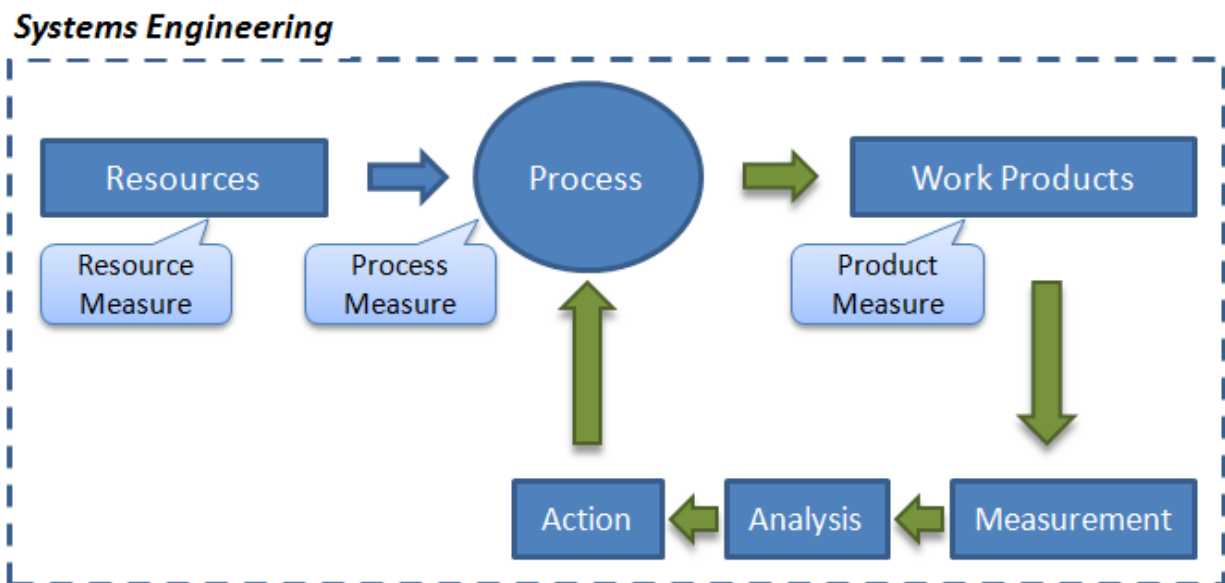 Systems Engineering
Resources
Process
Work Products
Resource
Measure
Process
Measure
Product
Measure
Action
Analysis
Measurement